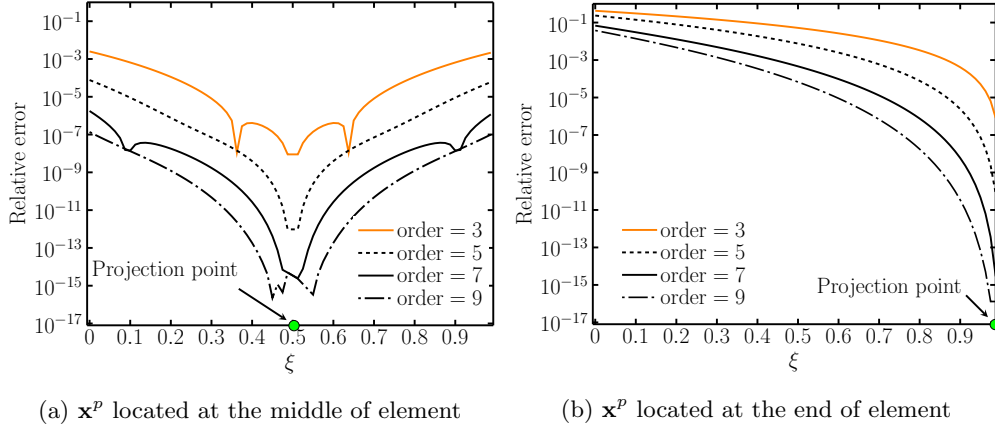 10⁻¹
10⁻³
10⁻⁵
10⁻⁷
10⁻⁹
10⁻¹¹
10⁻¹³
10⁻¹⁵
10⁻¹⁷
Relative error
order = 3
order = 5
order = 7
order = 9
Projection point
0 0.1 0.2 0.3 0.4 0.5 0.6 0.7 0.8 0.9
ξ
(a) x^p located at the middle of element
10⁻¹
10⁻³
10⁻⁵
10⁻⁷
10⁻⁹
10⁻¹¹
10⁻¹³
10⁻¹⁵
10⁻¹⁷
Relative error
order = 3
order = 5
order = 7
order = 9
Projection point
0 0.1 0.2 0.3 0.4 0.5 0.6 0.7 0.8 0.9
ξ
(b) x^p located at the end of element